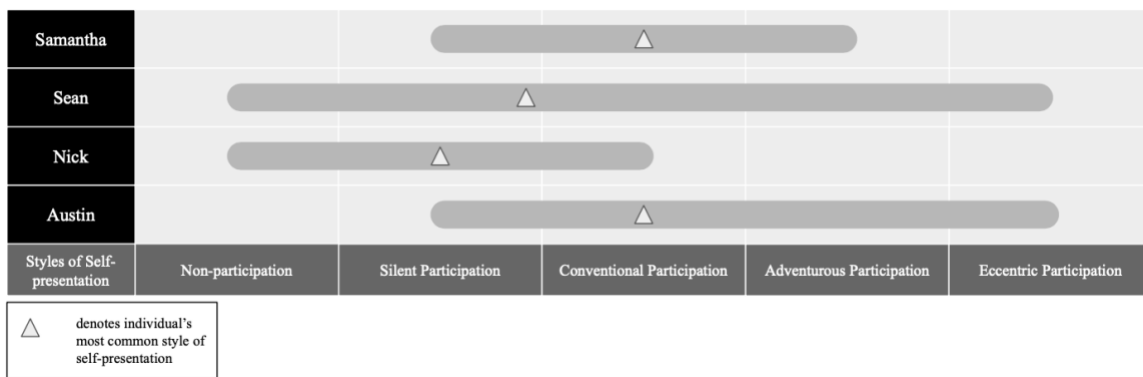 Samantha
Sean
Nick
Austin
Styles of Self-
presentation
Non-participation
Silent Participation
Conventional Participation
Adventurous Participation
Eccentric Participation
denotes individual's
most common style of
self-presentation